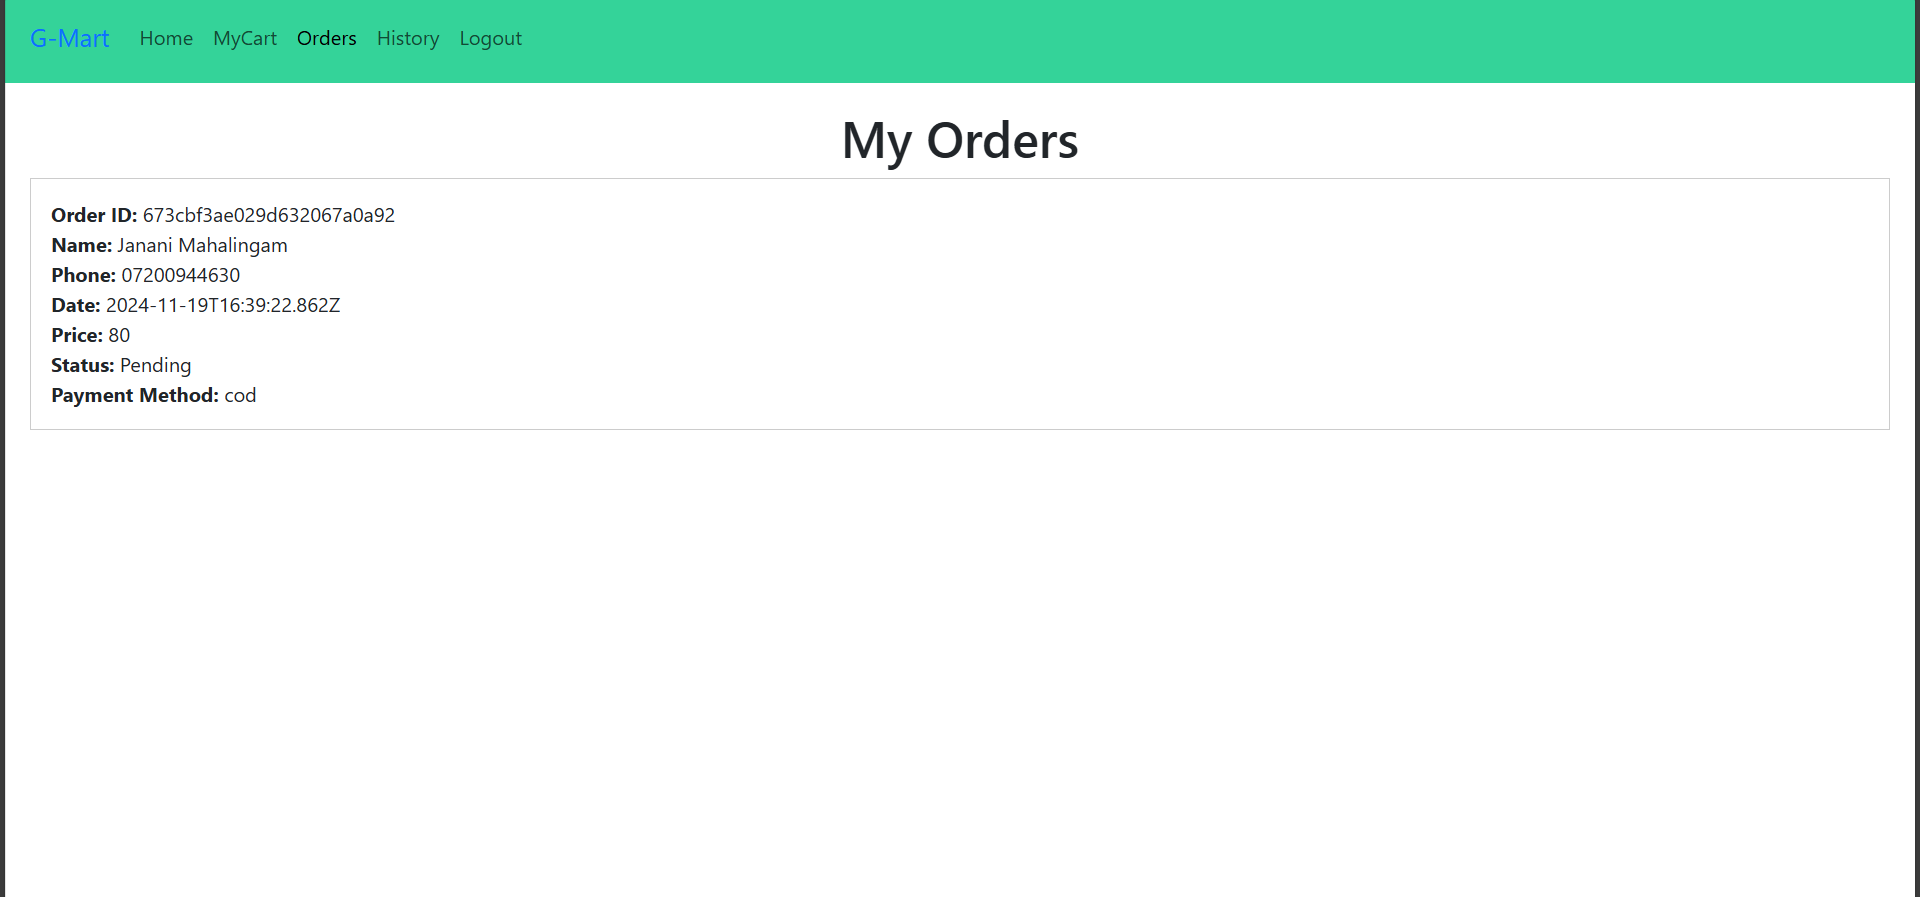 G-Mart Home MyCart Orders History Logout
My Orders
Order ID: 673cbf3ae029d632067a0a92
Name: Janani Mahalingam
Phone: 07200944630
Date: 2024-11-19T16:39:22.862Z
Price: 80
Status: Pending
Payment Method: cod